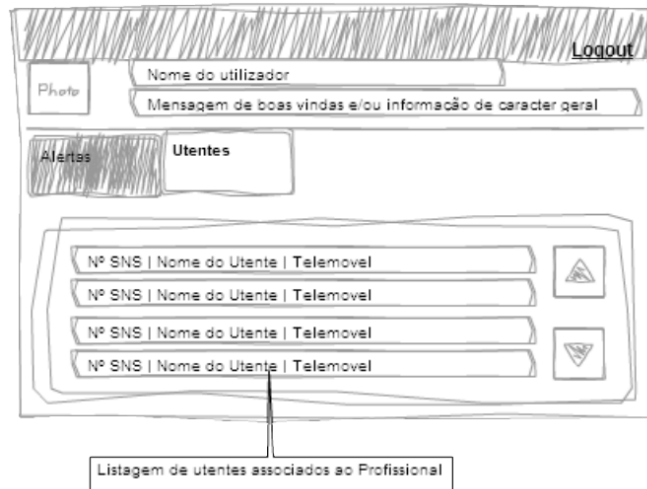 Logout
Photo
Nome do utilizador
Mensagem de boas vindas e/ou informação de caracter geral
Alertas
Utentes
Nº SNS | Nome do Utente | Telemovel
Nº SNS | Nome do Utente | Telemovel
Nº SNS | Nome do Utente | Telemovel
Nº SNS | Nome do Utente | Telemovel
Listagem de utentes associados ao Profissional